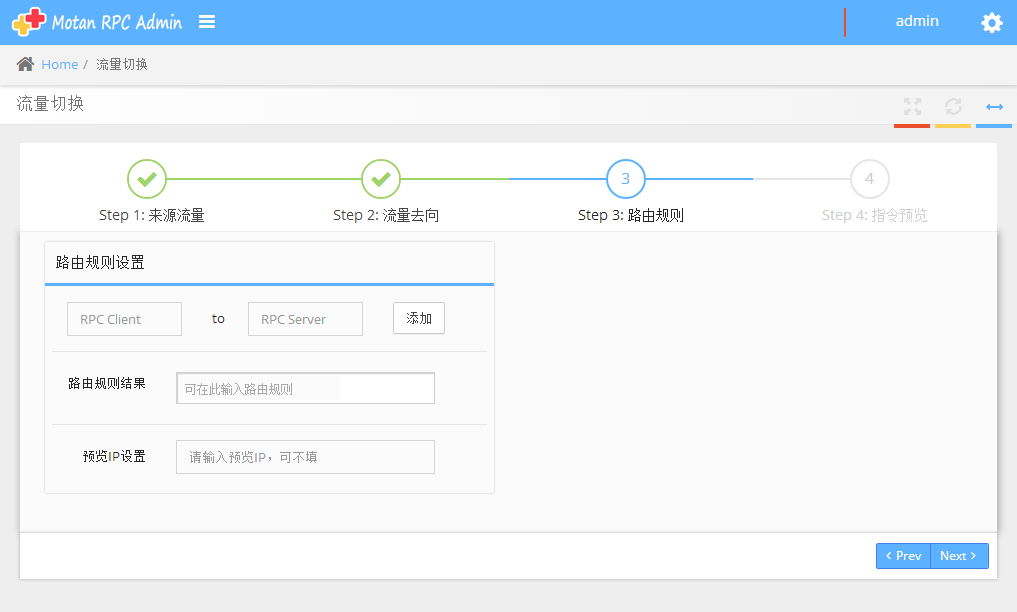 Motan RPC Admin
admin
Home / 流量切换
流量切换
3
4
Step 1: 来源流量
Step 2: 流量去向
Step 3: 路由规则
Step 4: 指令预览
路由规则设置
RPC Client to RPC Server 添加
路由规则结果 可在此输入路由规则
预览IP设置 请输入预览IP，可不填
Prev Next